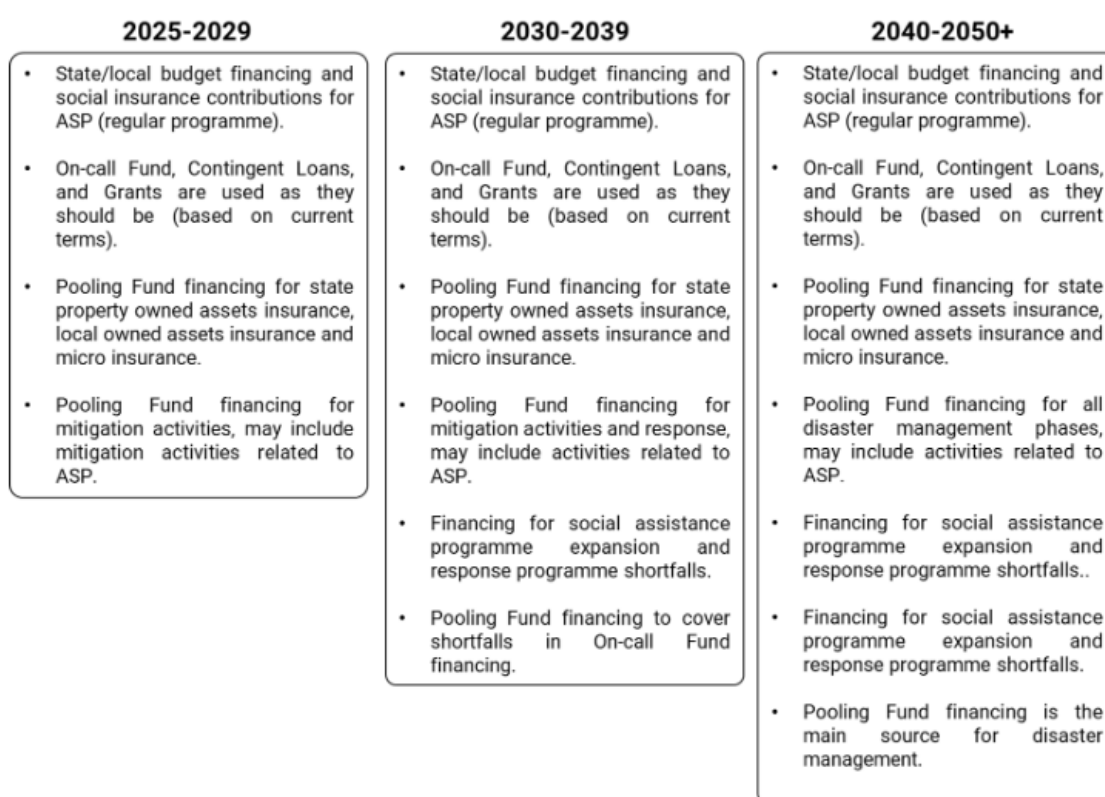 2025-2029
• State/local budget financing and
social insurance contributions for
ASP (regular programme).
• On-call Fund, Contingent Loans,
and Grants are used as they
should be (based on current
terms).
• Pooling Fund financing for state
property owned assets insurance,
local owned assets insurance and
micro insurance.
• Pooling Fund financing for
mitigation activities, may include
mitigation activities related to
ASP.
2030-2039
• State/local budget financing and
social insurance contributions for
ASP (regular programme).
• On-call Fund, Contingent Loans,
and Grants are used as they
should be (based on current
terms).
• Pooling Fund financing for state
property owned assets insurance,
local owned assets insurance and
micro insurance.
• Pooling Fund financing for
mitigation activities and response,
may include activities related to
ASP.
• Financing for social assistance
programme expansion and
response programme shortfalls.
• Pooling Fund financing to cover
shortfalls in On-call Fund
financing.
2040-2050+
• State/local budget financing and
social insurance contributions for
ASP (regular programme).
• On-call Fund, Contingent Loans,
and Grants are used as they
should be (based on current
terms).
• Pooling Fund financing for state
property owned assets insurance,
local owned assets insurance and
micro insurance.
• Pooling Fund financing for all
disaster management phases,
may include activities related to
ASP.
• Financing for social assistance
programme expansion and
response programme shortfalls..
• Financing for social assistance
programme expansion and
response programme shortfalls.
• Pooling Fund financing is the
main source for disaster
management.